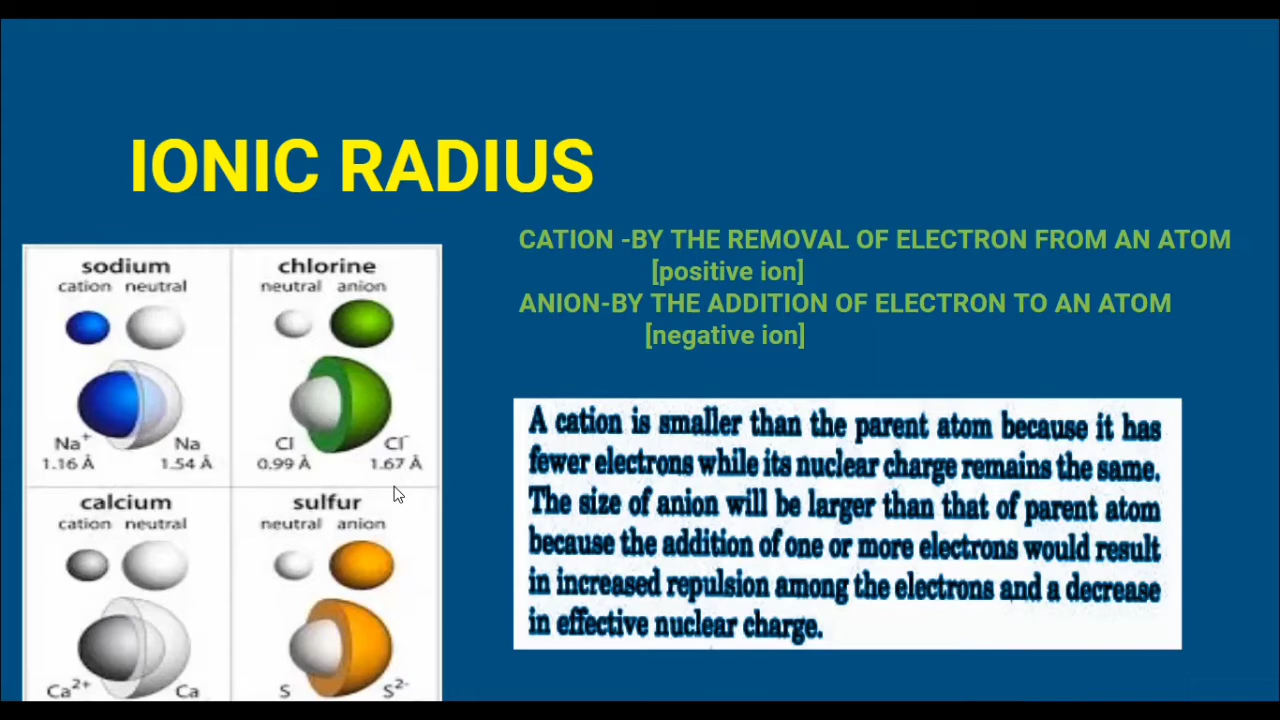 IONIC RADIUS
CATION -BY THE REMOVAL OF ELECTRON FROM AN ATOM
[positive ion]
ANION-BY THE ADDITION OF ELECTRON TO AN ATOM
[negative ion]
sodium
cation neutral
Na⁺ Na
1.16 Å 1.54 Å
chlorine
neutral anion
Cl Cl⁻
0.99 Å 1.67 Å
calcium
cation neutral
Ca²⁺ Ca
sulfur
neutral anion
S S²⁻
A cation is smaller than the parent atom because it has
fewer electrons while its nuclear charge remains the same.
The size of anion will be larger than that of parent atom
because the addition of one or more electrons would result
in increased repulsion among the electrons and a decrease
in effective nuclear charge.